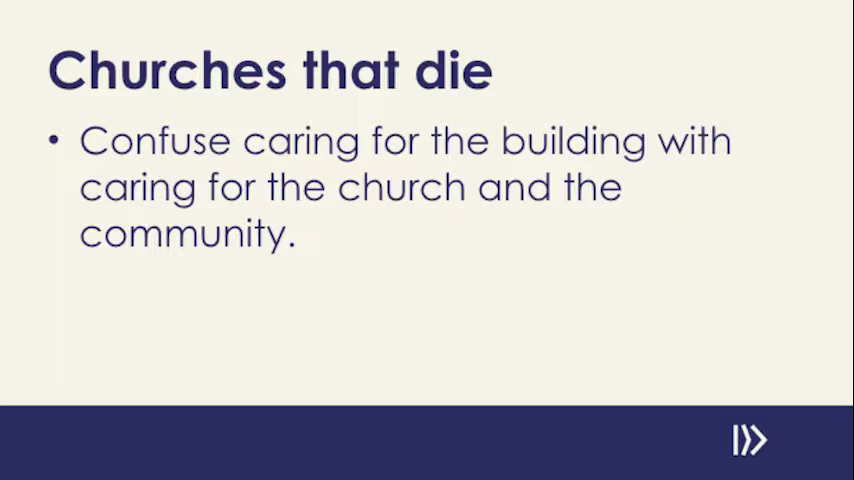 Churches that die
• Confuse caring for the building with
caring for the church and the
community.